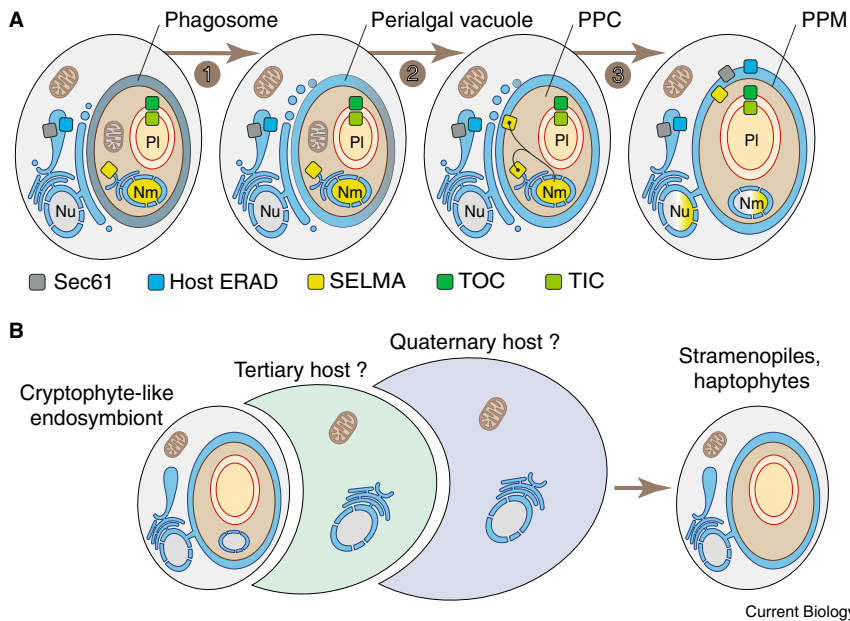 A
Phagosome
Perialgal vacuole
PPC
PPM
1
2
3
Pl
Pl
Pl
Pl
Nu
Nm
Nu
Nm
Nu
Nm
Nu
Nm
Sec61
Host ERAD
SELMA
TOC
TIC
B
Cryptophyte-like
endosymbiont
Tertiary host ?
Quaternary host ?
Stramenopiles,
haptophytes
Current Biology